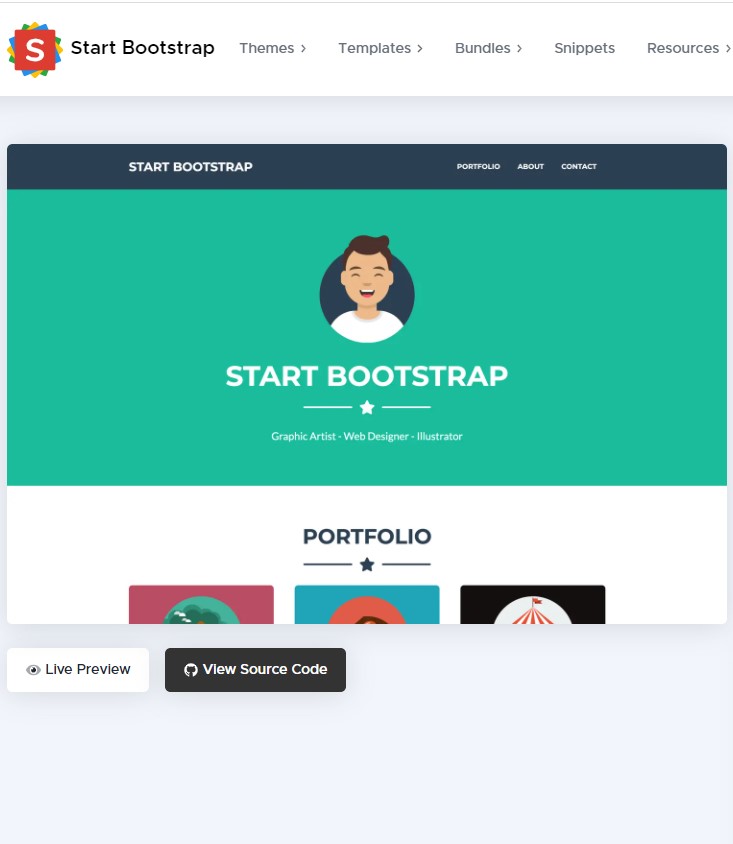 S Start Bootstrap Themes Templates Bundles Snippets Resources
START BOOTSTRAP PORTFOLIO ABOUT CONTACT
START BOOTSTRAP
Graphic Artist - Web Designer - Illustrator
PORTFOLIO
Live Preview View Source Code